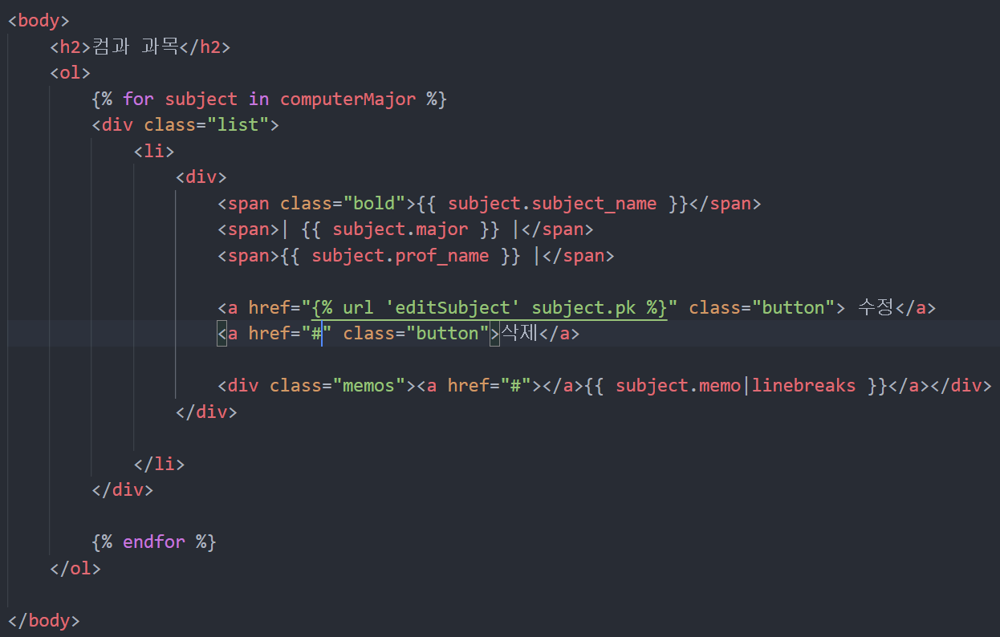 <body>
<h2>컴과 과목</h2>
<ol>
{% for subject in computerMajor %}
<div class="list">
<li>
<div>
<span class="bold">{{ subject.subject_name }}</span>
<span>| {{ subject.major }} |</span>
<span>{{ subject.prof_name }} |</span>
<a href="{% url 'editSubject' subject.pk %}" class="button"> 수정</a>
<a href="#" class="button">삭제</a>
<div class="memos"><a href="#"></a>{{ subject.memo|linebreaks }}</a></div>
</div>
</li>
</div>
{% endfor %}
</ol>
</body>